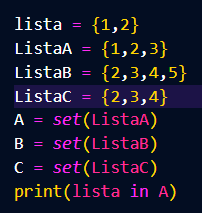 lista = {1,2}
ListaA = {1,2,3}
ListaB = {2,3,4,5}
ListaC = {2,3,4}
A = set(ListaA)
B = set(ListaB)
C = set(ListaC)
print(lista in A)